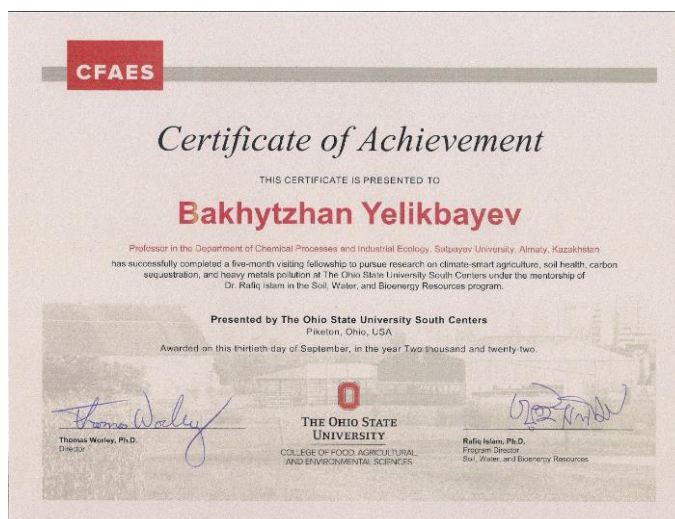 CFAES
Certificate of Achievement
THIS CERTIFICATE IS PRESENTED TO
Bakhytzhan Yelikbayev
Professor in the Department of Chemical Processes and Industrial Ecology, Satpayev University, Almaty, Kazakhstan
has successfully completed a five-month visiting fellowship to pursue research on climate-smart agriculture, soil health, carbon
sequestration, and heavy metals pollution at The Ohio State University South Centers under the mentorship of
Dr. Rafiq Islam in the Soil, Water, and Bioenergy Resources program.
Presented by The Ohio State University South Centers
Piketon, Ohio, USA
Awarded on this thirtieth day of September, in the year Two thousand and twenty-two.
Thomas Worley
Thomas Worley, Ph.D.
Director
THE OHIO STATE
UNIVERSITY
COLLEGE OF FOOD, AGRICULTURAL,
AND ENVIRONMENTAL SCIENCES
Rafiq Islam, Ph.D.
Program Director
Soil, Water, and Bioenergy Resources